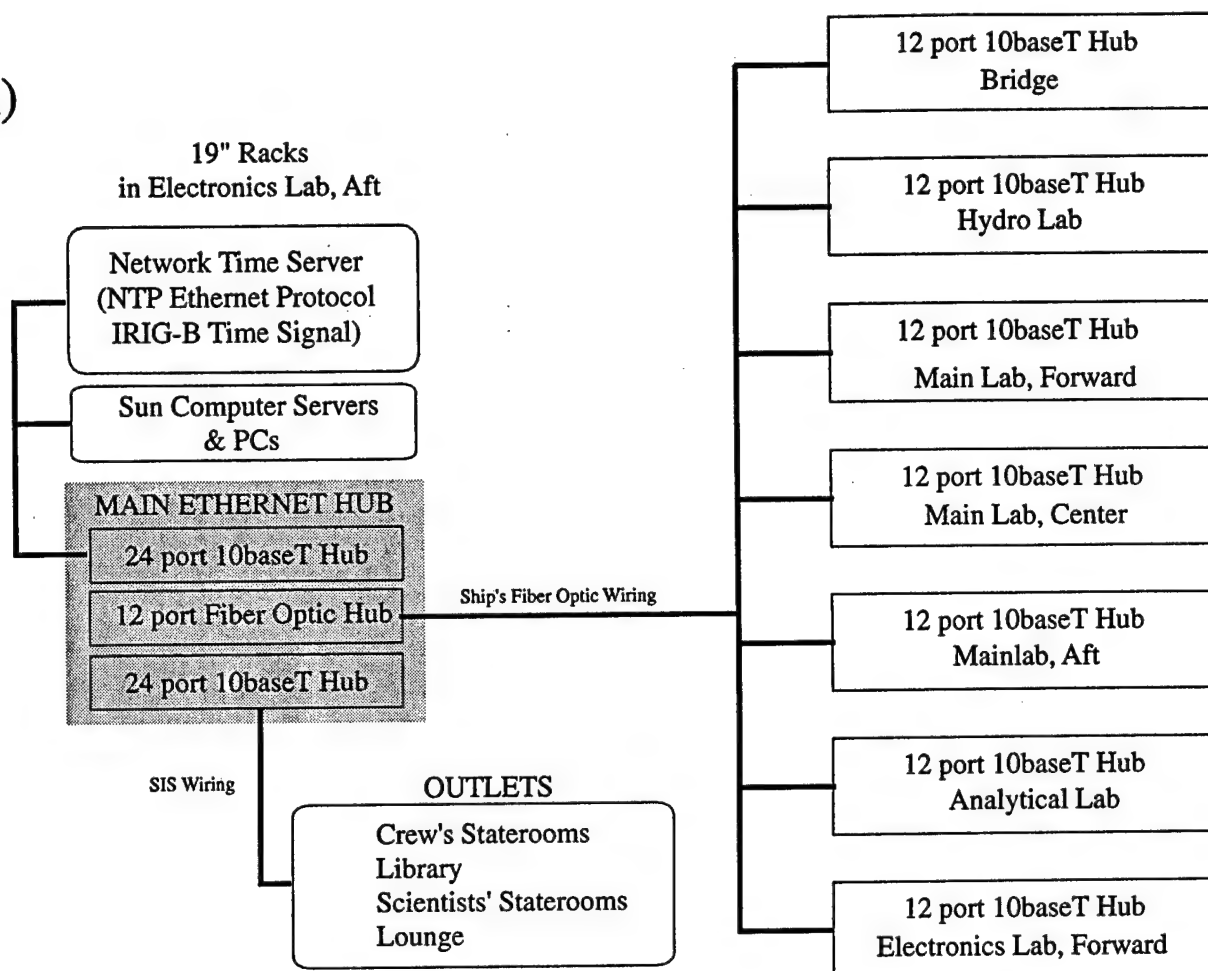 )
19" Racks
in Electronics Lab, Aft
Network Time Server
(NTP Ethernet Protocol
IRIG-B Time Signal)
Sun Computer Servers
& PCs
MAIN ETHERNET HUB
24 port 10baseT Hub
12 port Fiber Optic Hub
24 port 10baseT Hub
Ship's Fiber Optic Wiring
SIS Wiring
OUTLETS
Crew's Staterooms
Library
Scientists' Staterooms
Lounge
12 port 10baseT Hub
Bridge
12 port 10baseT Hub
Hydro Lab
12 port 10baseT Hub
Main Lab, Forward
12 port 10baseT Hub
Main Lab, Center
12 port 10baseT Hub
Mainlab, Aft
12 port 10baseT Hub
Analytical Lab
12 port 10baseT Hub
Electronics Lab, Forward